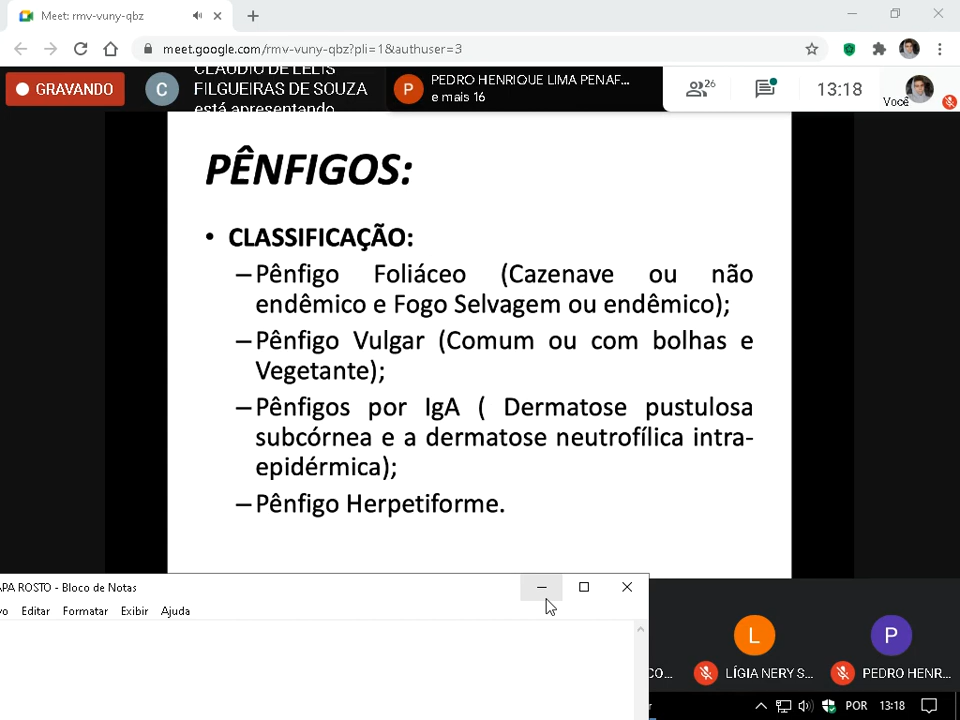 Meet: rmv-vuny-qbz
meet.google.com/rmv-vuny-qbz?pli=1&authuser=3
GRAVANDO
C
CLAUDIO DE LELIS
FILGUEIRAS DE SOUZA
está apresentando
P
PEDRO HENRIQUE LIMA PENAF...
e mais 16
26
13:18
Você
PÊNFIGOS:
• CLASSIFICAÇÃO:
–Pênfigo Foliáceo (Cazenave ou não
endêmico e Fogo Selvagem ou endêmico);
–Pênfigo Vulgar (Comum ou com bolhas e
Vegetante);
–Pênfigos por IgA ( Dermatose pustulosa
subcórnea e a dermatose neutrofílica intra-
epidérmica);
–Pênfigo Herpetiforme.
APA ROSTO - Bloco de Notas
vo Editar Formatar Exibir Ajuda
L
P
CO...
LÍGIA NERY S...
PEDRO HENR...
POR 13:18